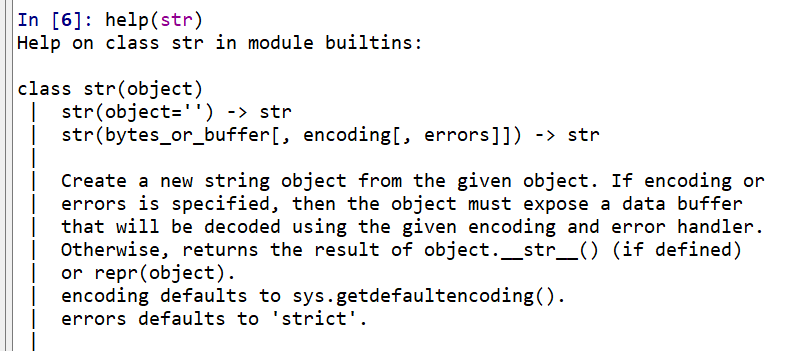 In [6]: help(str)
Help on class str in module builtins:

class str(object)
 |  str(object='') -> str
 |  str(bytes_or_buffer[, encoding[, errors]]) -> str
 |
 |  Create a new string object from the given object. If encoding or
 |  errors is specified, then the object must expose a data buffer
 |  that will be decoded using the given encoding and error handler.
 |  Otherwise, returns the result of object.__str__() (if defined)
 |  or repr(object).
 |  encoding defaults to sys.getdefaultencoding().
 |  errors defaults to 'strict'.
 |